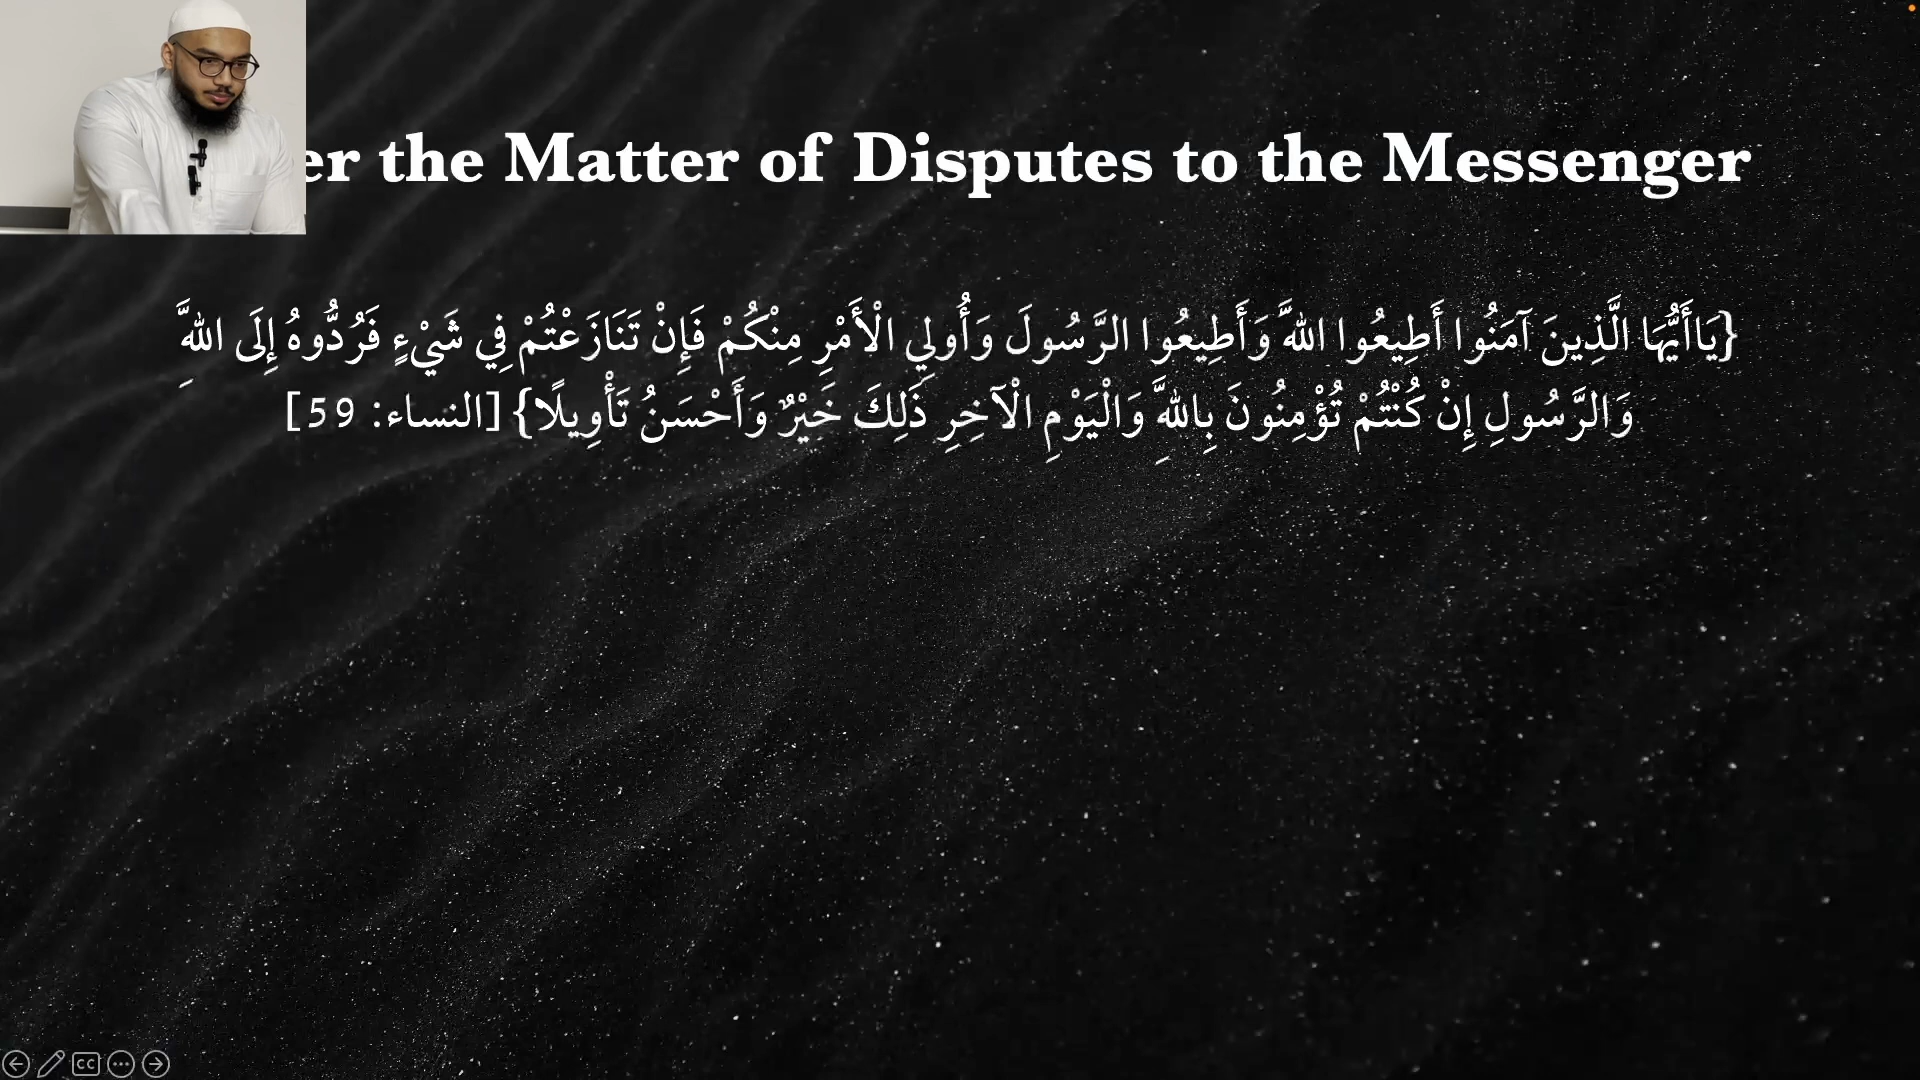 er the Matter of Disputes to the Messenger
{يَاأَيُّهَا الَّذِينَ آمَنُوا أَطِيعُوا اللَّهَ وَأَطِيعُوا الرَّسُولَ وَأُولِي الْأَمْرِ مِنْكُمْ فَإِنْ تَنَازَعْتُمْ فِي شَيْءٍ فَرُدُّوهُ إِلَى اللَّهِ
وَالرَّسُولِ إِنْ كُنْتُمْ تُؤْمِنُونَ بِاللَّهِ وَالْيَوْمِ الْآخِرِ ذَلِكَ خَيْرٌ وَأَحْسَنُ تَأْوِيلًا} [النساء: 59]
CC